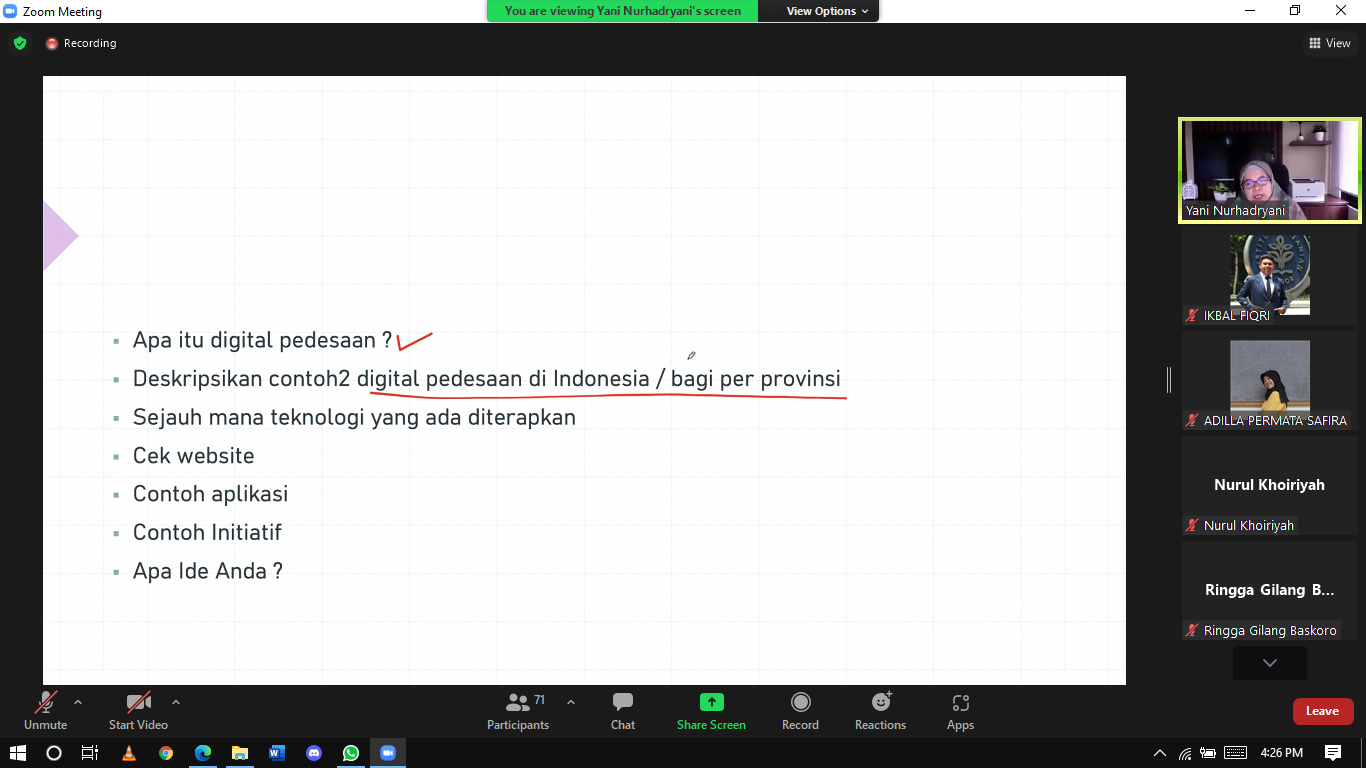 Zoom Meeting
You are viewing Yani Nurhadryani's screen
View Options
Recording
View
Apa itu digital pedesaan ?
Deskripsikan contoh2 digital pedesaan di Indonesia / bagi per provinsi
Sejauh mana teknologi yang ada diterapkan
Cek website
Contoh aplikasi
Contoh Initiatif
Apa Ide Anda ?
Yani Nurhadryani
IKBAL FIQRI
ADILLA PERMATA SAFIRA
Nurul Khoiriyah
Nurul Khoiriyah
Ringga Gilang B...
Ringga Gilang Baskoro
Unmute
Start Video
71
Participants
Chat
Share Screen
Record
Reactions
Apps
Leave
4:26 PM